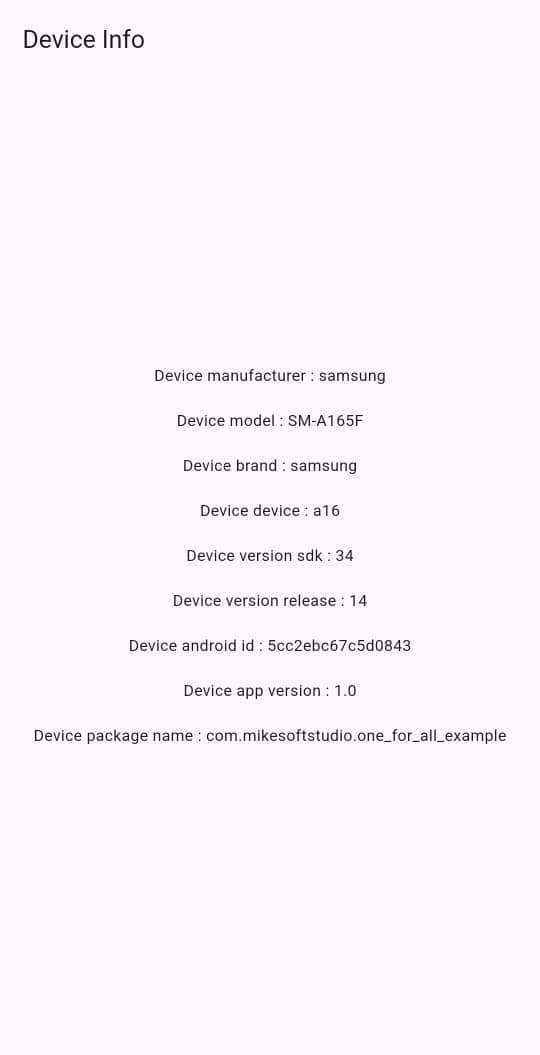 Device Info
Device manufacturer : samsung
Device model : SM-A165F
Device brand : samsung
Device device : a16
Device version sdk : 34
Device version release : 14
Device android id : 5cc2ebc67c5d0843
Device app version : 1.0
Device package name : com.mikesoftstudio.one_for_all_example